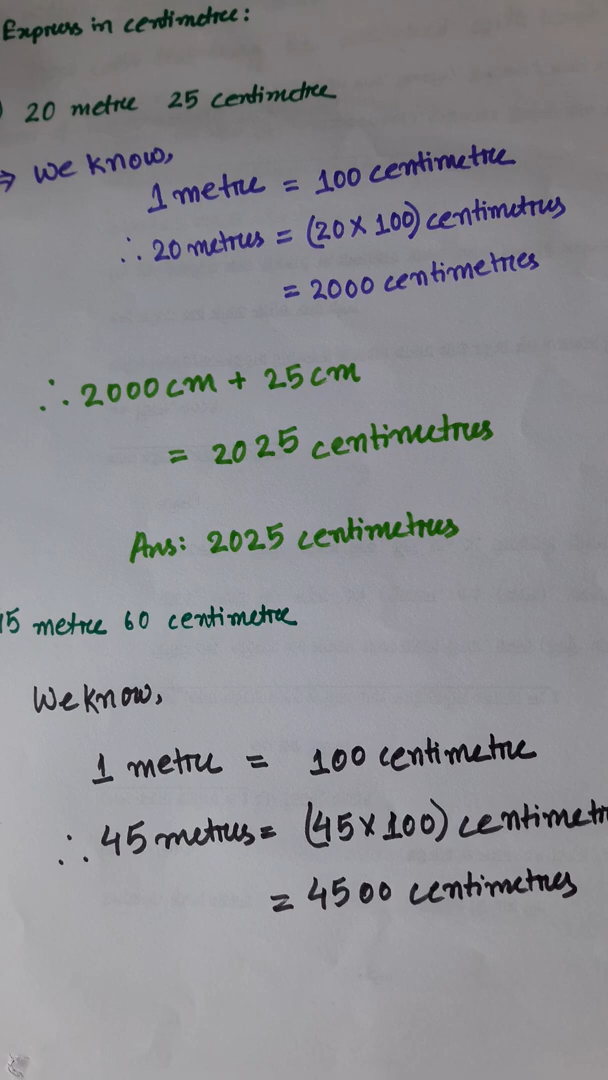 Express in centimetre:
) 20 metre 25 centimetre
⇒ We know,
1 metre = 100 centimetre
∴ 20 metres = (20 × 100) centimetres
= 2000 centimetres
∴ 2000 cm + 25 cm
= 2025 centimetres
Ans: 2025 centimetres
45 metre 60 centimetre
We know,
1 metre = 100 centimetre
∴ 45 metres = (45 × 100) centimetr
= 4500 centimetres